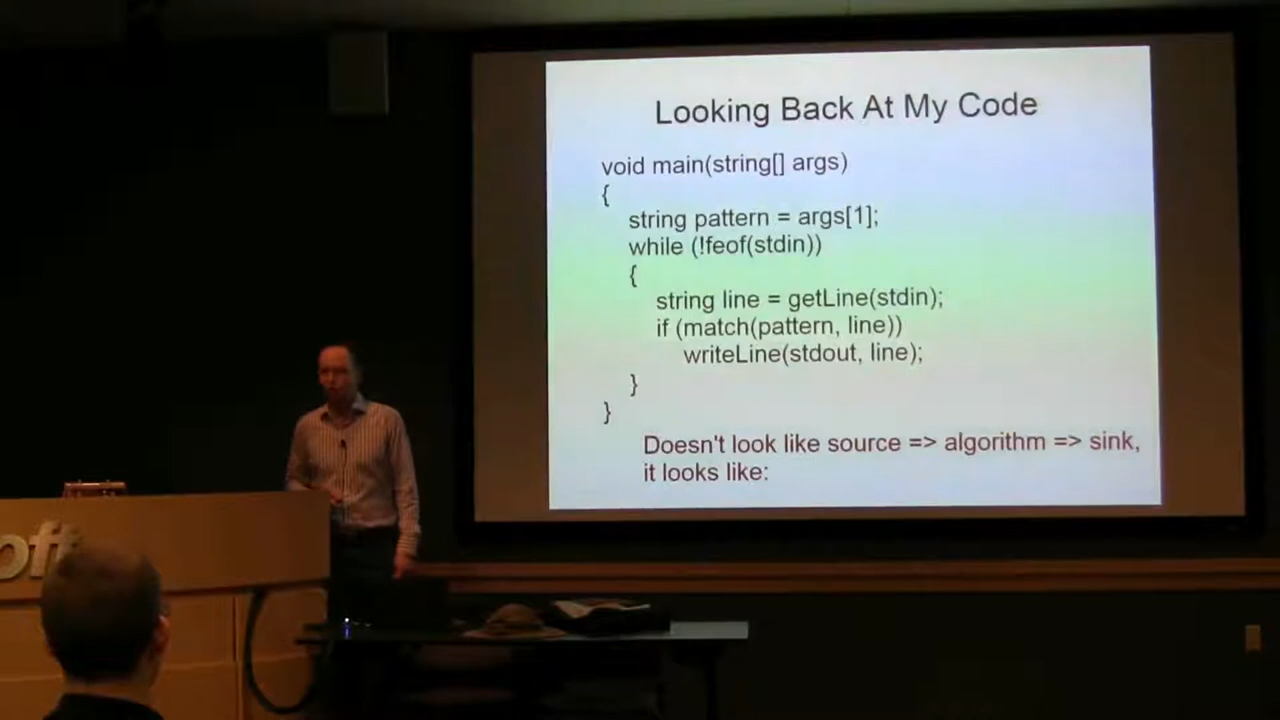 Looking Back At My Code
void main(string[] args)
{
string pattern = args[1];
while (!feof(stdin))
{
string line = getLine(stdin);
if (match(pattern, line))
writeLine(stdout, line);
}
}
Doesn't look like source => algorithm => sink,
it looks like:
oft